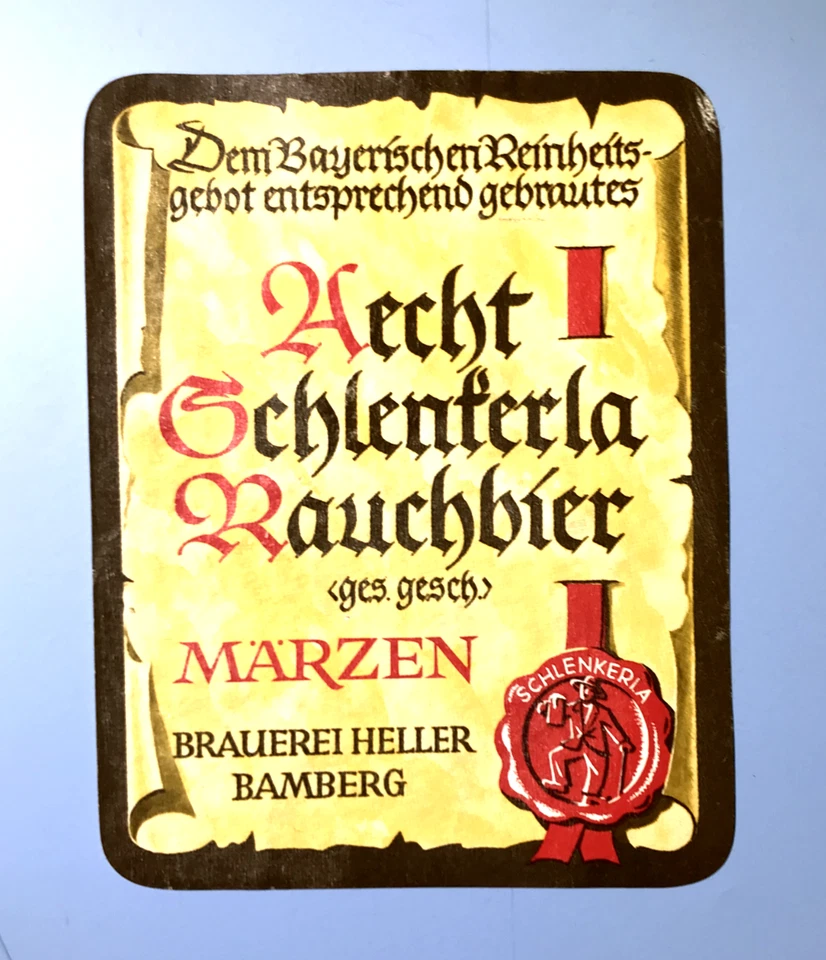 Dem Bayerischen Reinheits-
gebot entsprechend gebrautes
Aecht
Schlenkerla
Rauchbier
<ges. gesch.>
MÄRZEN
BRAUEREI HELLER
BAMBERG
SCHLENKERLA